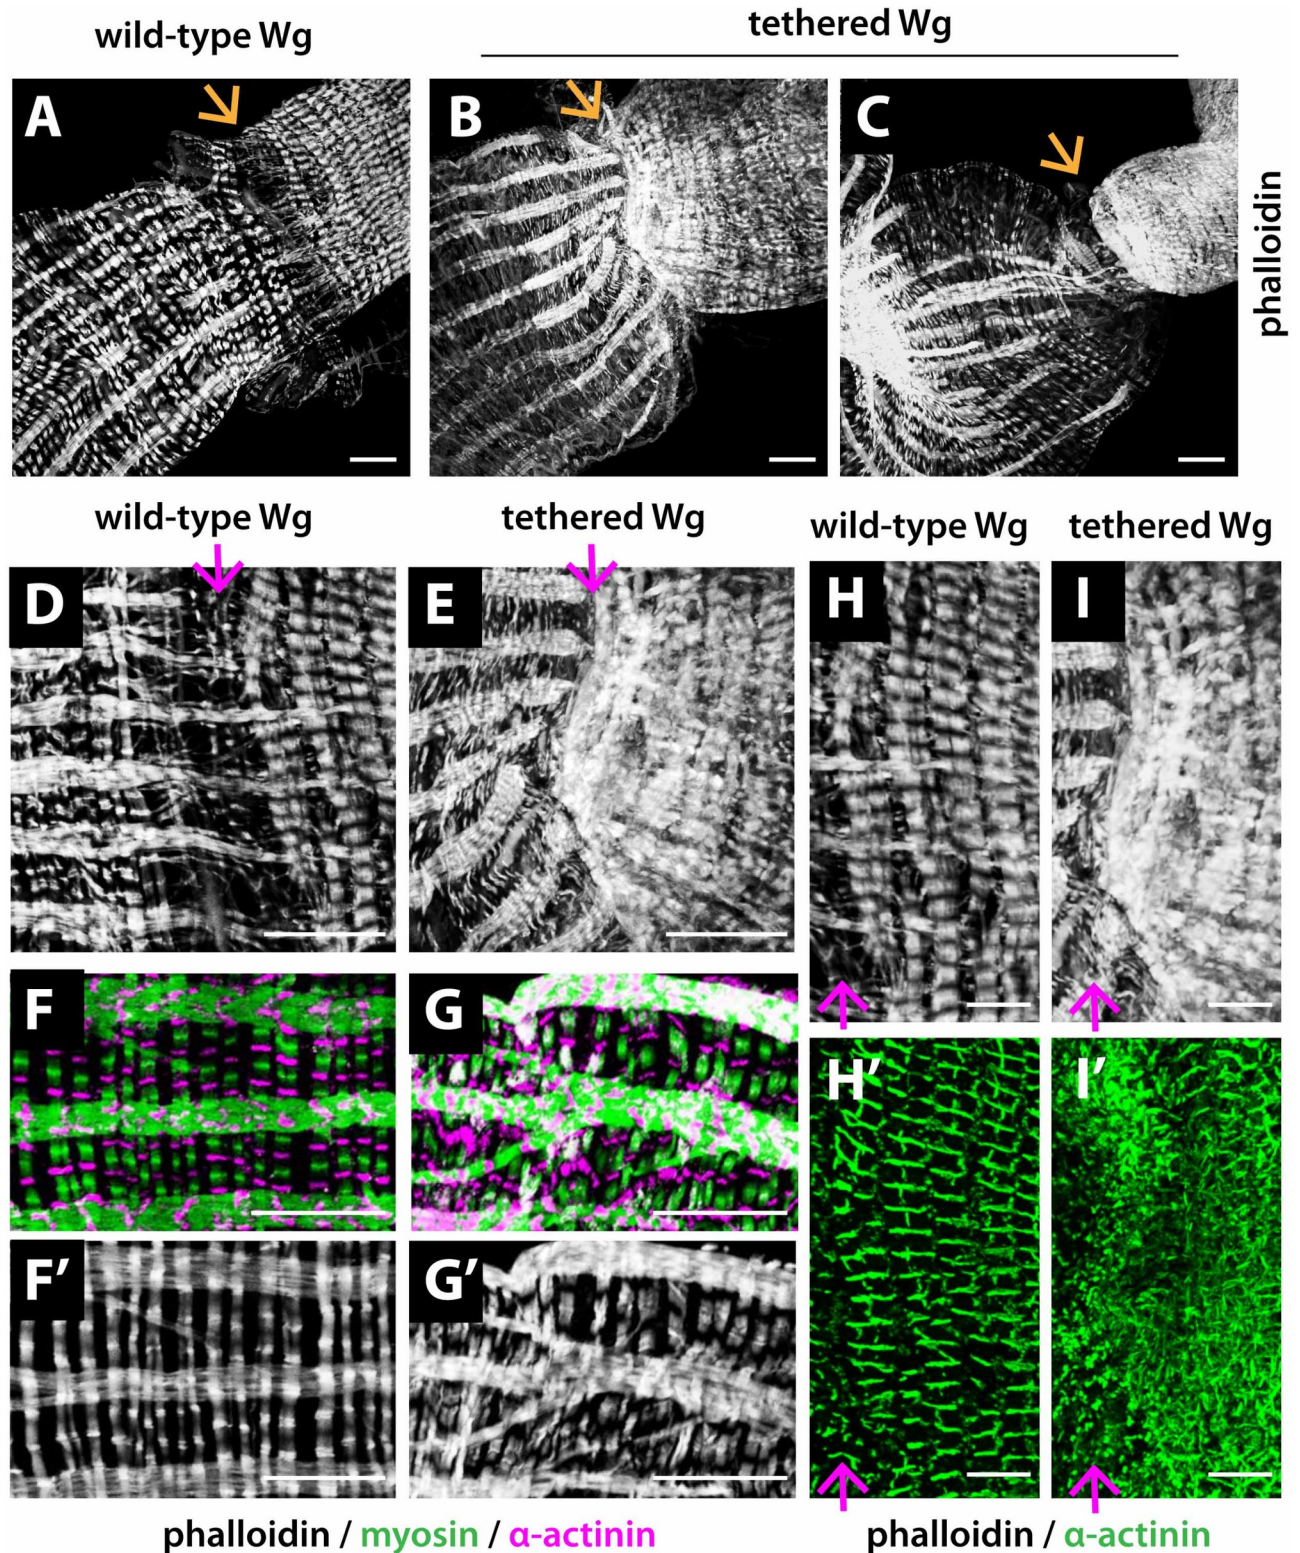 wild-type Wg
tethered Wg
A
B
C
phalloidin
wild-type Wg
tethered Wg
wild-type Wg
tethered Wg
D
E
H
I
F
G
H′
I′
F′
G′
phalloidin / myosin / α-actinin
phalloidin / α-actinin